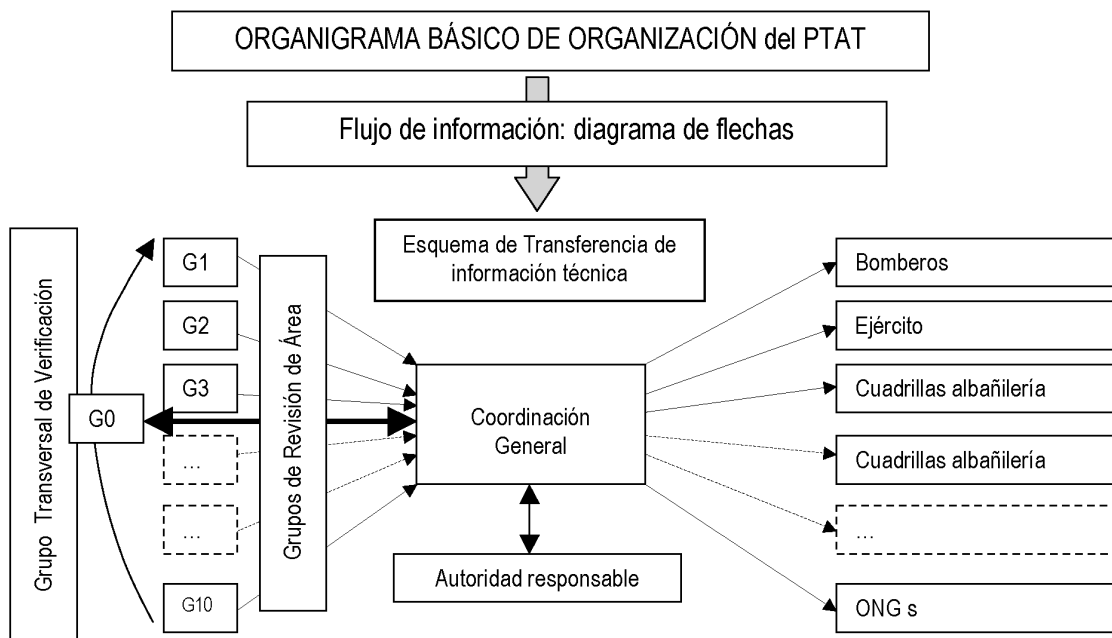 ORGANIGRAMA BÁSICO DE ORGANIZACIÓN del PTAT
Flujo de información: diagrama de flechas
Esquema de Transferencia de
información técnica
Grupo Transversal de Verificación
G0
G1
G2
G3
...
...
G10
Grupos de Revisión de Área
Coordinación
General
Autoridad responsable
Bomberos
Ejército
Cuadrillas albañilería
Cuadrillas albañilería
...
ONG s